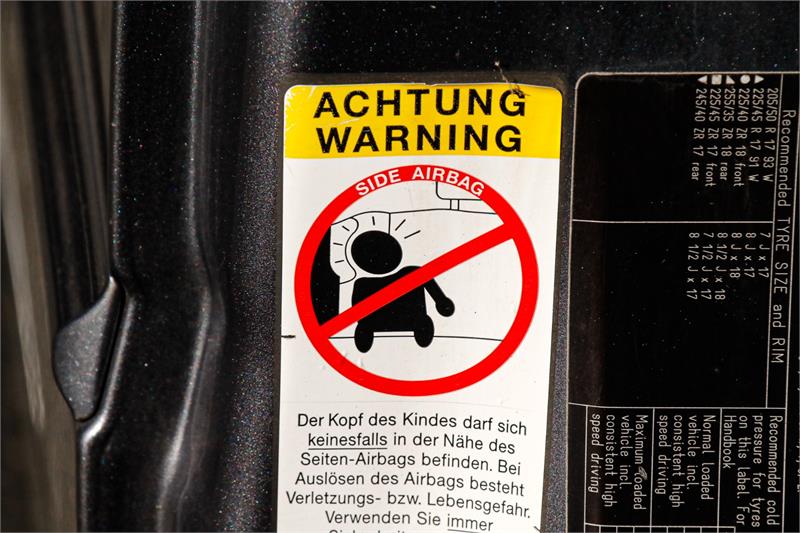 ACHTUNG
WARNING
SIDE AIRBAG
Der Kopf des Kindes darf sich
keinesfalls in der Nähe des
Seiten-Airbags befinden. Bei
Auslösen des Airbags besteht
Verletzungs- bzw. Lebensgefahr.
Verwenden Sie immer
Recommended TYRE SIZE and RIM
205/50 R 17 93 W 7 J x 17
225/45 R 17 91 W 8 J x 17
225/40 ZR 18 front 8 J x 18
255/35 ZR 18 rear 8 1/2 J x 18
225/45 ZR 17 front 7 1/2 J x 17
245/40 ZR 17 rear 8 1/2 J x 17
Recommended cold
pressure for tyres
on this label. For
Handbook
Normal loaded
vehicle incl.
consistent high
speed driving
Maximum loaded
vehicle incl.
consistent high
speed driving